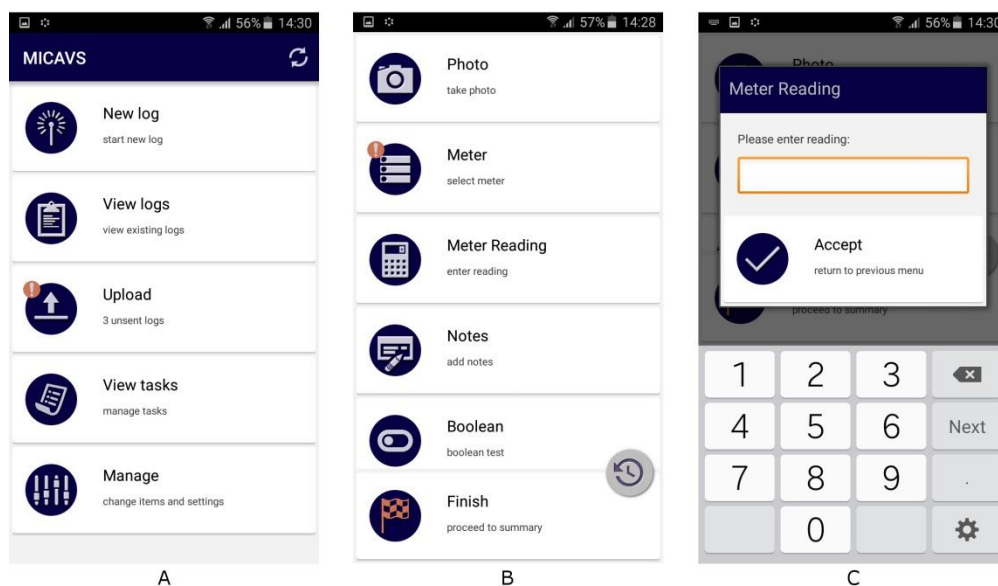 56% 14:30
MICAVS
New log
start new log
View logs
view existing logs
Upload
3 unsent logs
View tasks
manage tasks
Manage
change items and settings
A
57% 14:28
Photo
take photo
Meter
select meter
Meter Reading
enter reading
Notes
add notes
Boolean
boolean test
Finish
proceed to summary
B
56% 14:30
Photo
Meter Reading
Please enter reading:
Accept
return to previous menu
proceed to summary
1 2 3
4 5 6 Next
7 8 9 .
0
C